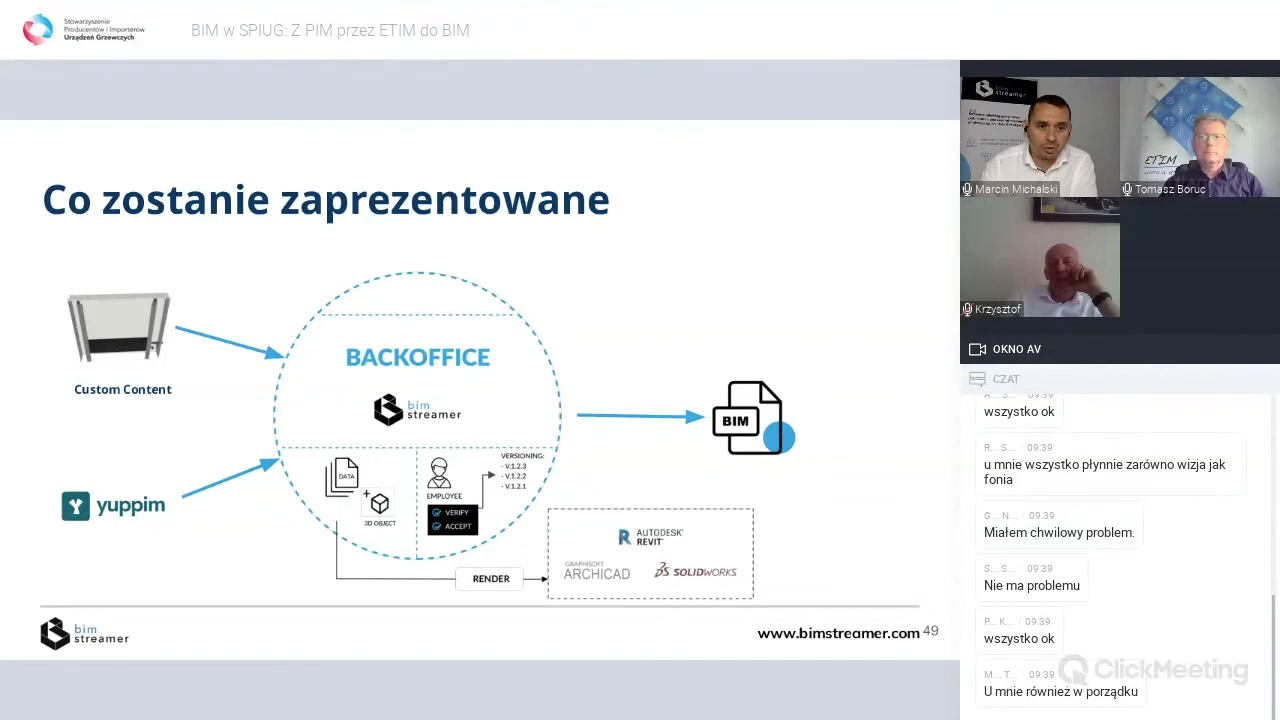 Stowarzyszenie
Producentów i Importerów
Urządzeń Grzewczych
BIM w SPIUG. Z PIM przez ETIM do BIM
Co zostanie zaprezentowane
Custom Content
yuppim
BACKOFFICE
bim
streamer
DATA
3D OBJECT
EMPLOYEE
VERIFY
ACCEPT
VERSIONING:
- V.1.2.3
- V.1.2.2
- V.1.2.1
RENDER
AUTODESK®
REVIT®
GRAPHISOFT
ARCHICAD
SOLIDWORKS
BIM
bim
streamer
www.bimstreamer.com
49
bim
streamer
Marcin Michalski
ETIM
Tomasz Boruc
Krzysztof
OKNO AV
CZAT
A... S... 09:39
wszystko ok
R... S... 09:39
u mnie wszystko płynnie zarówno wizja jak
fonia
G... N... 09:39
Miałem chwilowy problem.
S... S... 09:39
Nie ma problemu
P... K... 09:39
wszystko ok
M... T... 09:39
U mnie również w porządku
ClickMeeting